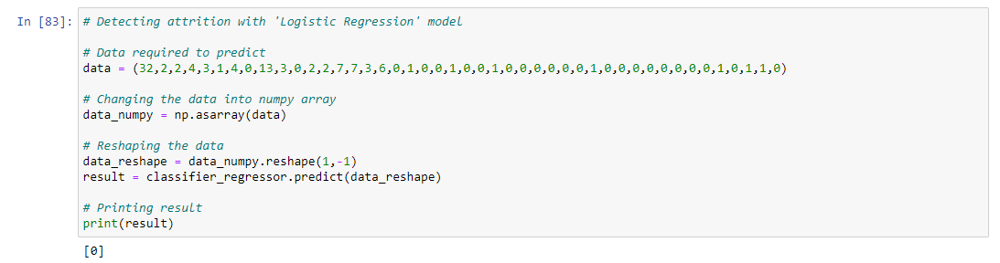 In [83]: # Detecting attrition with 'Logistic Regression' model
# Data required to predict
data = (32,2,2,4,3,1,4,0,13,3,0,2,2,7,7,3,6,0,1,0,0,1,0,0,1,0,0,0,0,0,0,1,0,0,0,0,0,0,0,0,1,0,1,1,0)
# Changing the data into numpy array
data_numpy = np.asarray(data)
# Reshaping the data
data_reshape = data_numpy.reshape(1,-1)
result = classifier_regressor.predict(data_reshape)
# Printing result
print(result)
[0]